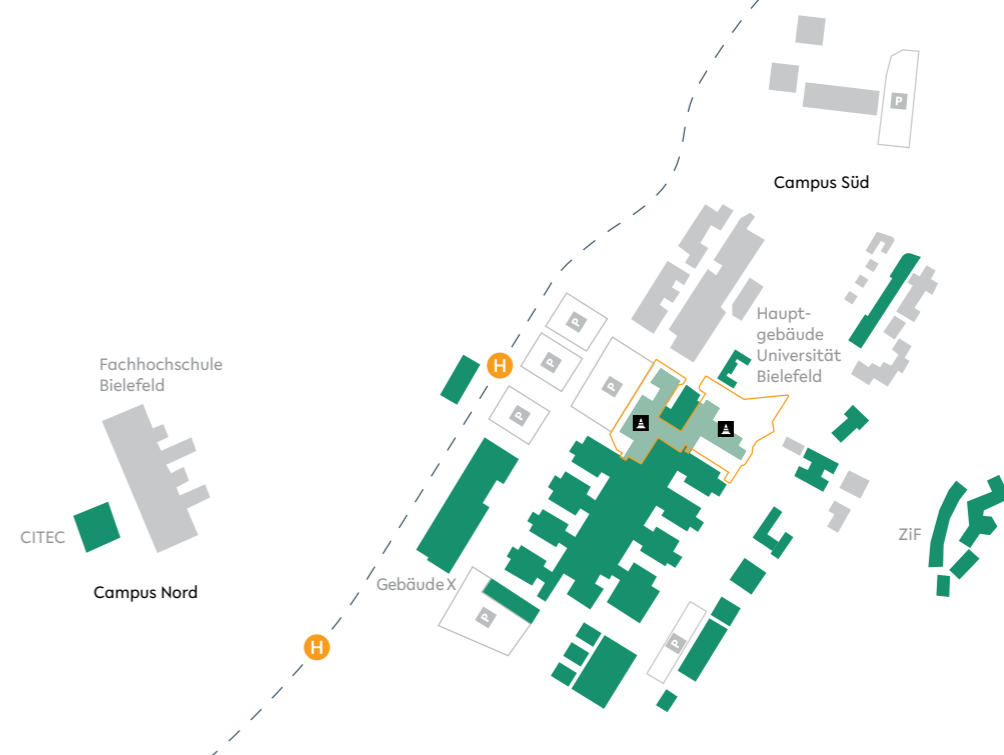 P
Campus Süd
Haupt-
gebäude
Universität
Bielefeld
P
P
P
P
H
Fachhochschule
Bielefeld
CITEC
Campus Nord
ZiF
Gebäude X
P
P
H